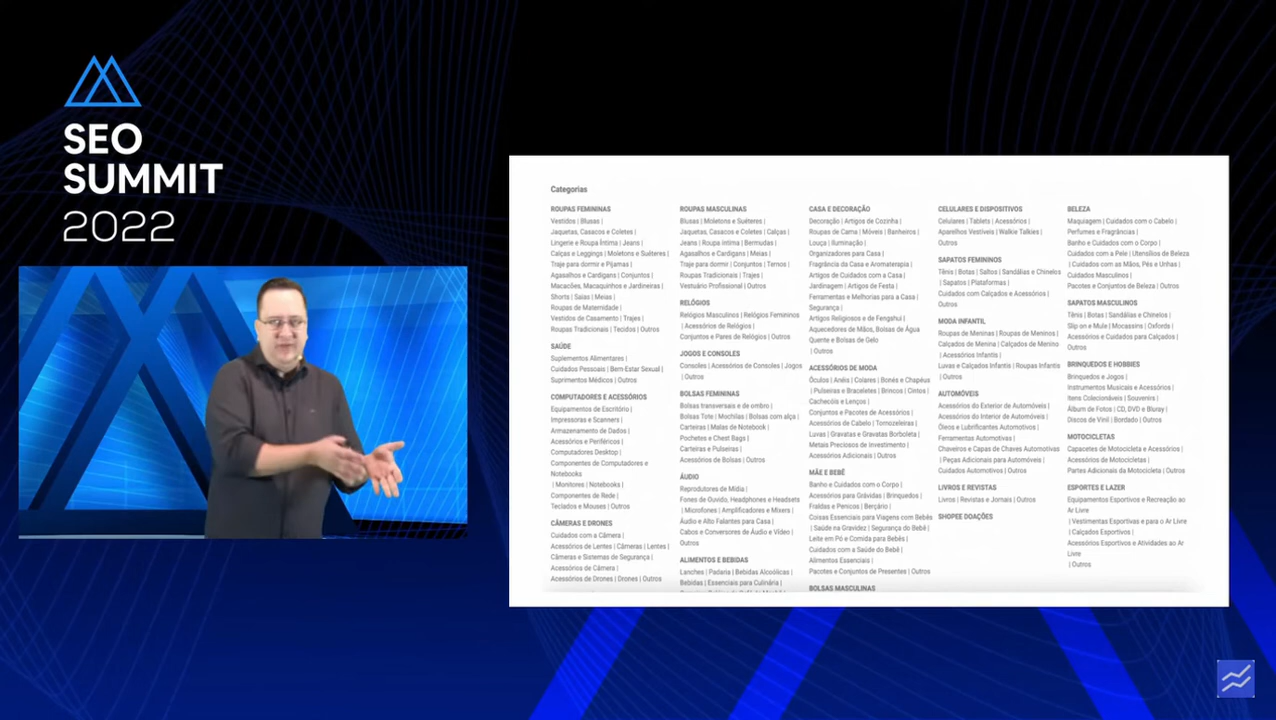 SEO
SUMMIT
2022
Categorias
ROUPAS FEMININAS
Vestidos | Blusas |
Jaquetas, Casacos e Coletes |
Lingerie e Roupa Íntima | Jeans |
Calças e Leggings | Moletons e Suéteres |
Traje para dormir e Pijamas |
Agasalhos e Cardigans | Conjuntos |
Macacões, Macaquinhos e Jardineiras |
Shorts | Saias | Meias |
Roupas de Maternidade |
Vestidos de Casamento | Trajes |
Roupas Tradicionais | Tecidos | Outros
SAÚDE
Suplementos Alimentares |
Cuidados Pessoais | Bem-Estar Sexual |
Suprimentos Médicos | Outros
COMPUTADORES E ACESSÓRIOS
Equipamentos de Escritório |
Impressoras e Scanners |
Armazenamento de Dados |
Acessórios e Periféricos |
Computadores Desktop |
Componentes de Computadores e
Notebooks
| Monitores | Notebooks |
Componentes de Rede |
Teclados e Mouses | Outros
CÂMERAS E DRONES
Cuidados com a Câmera |
Acessórios de Lentes | Câmeras | Lentes |
Câmeras e Sistemas de Segurança |
Acessórios de Câmera |
Acessórios de Drones | Drones | Outros
ROUPAS MASCULINAS
Blusas | Moletons e Suéteres |
Jaquetas, Casacos e Coletes | Calças |
Jeans | Roupa íntima | Bermudas |
Agasalhos e Cardigans | Meias |
Traje para dormir | Conjuntos | Ternos |
Roupas Tradicionais | Trajes |
Vestuário Profissional | Outros
RELÓGIOS
Relógios Masculinos | Relógios Femininos
| Acessórios de Relógios |
Conjuntos e Pares de Relógios | Outros
JOGOS E CONSOLES
Consoles | Acessórios de Consoles | Jogos
| Outros
BOLSAS FEMININAS
Bolsas transversais e de ombro |
Bolsas Tote | Mochilas | Bolsas com alça |
Carteiras | Malas de Notebook |
Pochetes e Chest Bags |
Carteiras e Pulseiras |
Acessórios de Bolsas | Outros
ÁUDIO
Reprodutores de Mídia |
Fones de Ouvido, Headphones e Headsets
| Microfones | Amplificadores e Mixers |
Áudio e Alto Falantes para Casa |
Cabos e Conversores de Áudio e Vídeo |
Outros
ALIMENTOS E BEBIDAS
Lanches | Padaria | Bebidas Alcoólicas |
Bebidas | Essenciais para Culinária |
CASA E DECORAÇÃO
Decoração | Artigos de Cozinha |
Roupas de Cama | Móveis | Banheiros |
Louça | Iluminação |
Organizadores para Casa |
Fragrância da Casa e Aromaterapia |
Artigos de Cuidados com a Casa |
Jardinagem | Artigos de Festa |
Ferramentas e Melhorias para a Casa |
Segurança |
Artigos Religiosos e de Fengshui |
Aquecedores de Mãos, Bolsas de Água
Quente e Bolsas de Gelo
| Outros
ACESSÓRIOS DE MODA
Óculos | Anéis | Colares | Bonés e Chapéus
| Pulseiras e Braceletes | Brincos | Cintos |
Cachecóis e Lenços |
Conjuntos e Pacotes de Acessórios |
Acessórios de Cabelo | Tornozeleiras |
Luvas | Gravatas e Gravatas Borboleta |
Metais Preciosos de Investimento |
Acessórios Adicionais | Outros
MÃE E BEBÊ
Banho e Cuidados com o Corpo |
Acessórios para Grávidas | Brinquedos |
Fraldas e Penicos | Berçário |
Coisas Essenciais para Viagens com Bebês
| Saúde na Gravidez | Segurança do Bebê |
Leite em Pó e Comida para Bebês |
Cuidados com a Saúde do Bebê |
Alimentos Essenciais |
Pacotes e Conjuntos de Presentes | Outros
BOLSAS MASCULINAS
CELULARES E DISPOSITIVOS
Celulares | Tablets | Acessórios |
Aparelhos Vestíveis | Walkie Talkies |
Outros
SAPATOS FEMININOS
Tênis | Botas | Saltos | Sandálias e Chinelos
| Sapatos | Plataformas |
Cuidados com Calçados e Acessórios |
Outros
MODA INFANTIL
Roupas de Meninas | Roupas de Meninos |
Calçados de Menina | Calçados de Menino
| Acessórios Infantis |
Luvas e Calçados Infantis | Roupas Infantis
| Outros
AUTOMÓVEIS
Acessórios do Exterior de Automóveis |
Acessórios do Interior de Automóveis |
Óleos e Lubrificantes Automotivos |
Ferramentas Automotivas |
Chaveiros e Capas de Chaves Automotivas
| Peças Adicionais para Automóveis |
Cuidados Automotivos | Outros
LIVROS E REVISTAS
Livros | Revistas e Jornais | Outros
SHOPEE DOAÇÕES
BELEZA
Maquiagem | Cuidados com o Cabelo |
Perfumes e Fragrâncias |
Banho e Cuidados com o Corpo |
Cuidados com a Pele | Utensílios de Beleza
| Cuidados com as Mãos, Pés e Unhas |
Cuidados Masculinos |
Pacotes e Conjuntos de Beleza | Outros
SAPATOS MASCULINOS
Tênis | Botas | Sandálias e Chinelos |
Slip on e Mule | Mocassins | Oxfords |
Acessórios e Cuidados para Calçados |
Outros
BRINQUEDOS E HOBBIES
Brinquedos e Jogos |
Instrumentos Musicais e Acessórios |
Itens Colecionáveis | Souvenirs |
Álbum de Fotos | CD, DVD e Bluray |
Discos de Vinil | Bordado | Outros
MOTOCICLETAS
Capacetes de Motocicleta e Acessórios |
Acessórios de Motocicletas |
Partes Adicionais da Motocicleta | Outros
ESPORTES E LAZER
Equipamentos Esportivos e Recreação ao
Ar Livre
| Vestimentas Esportivas e para o Ar Livre
| Calçados Esportivos |
Acessórios Esportivos e Atividades ao Ar
Livre
| Outros